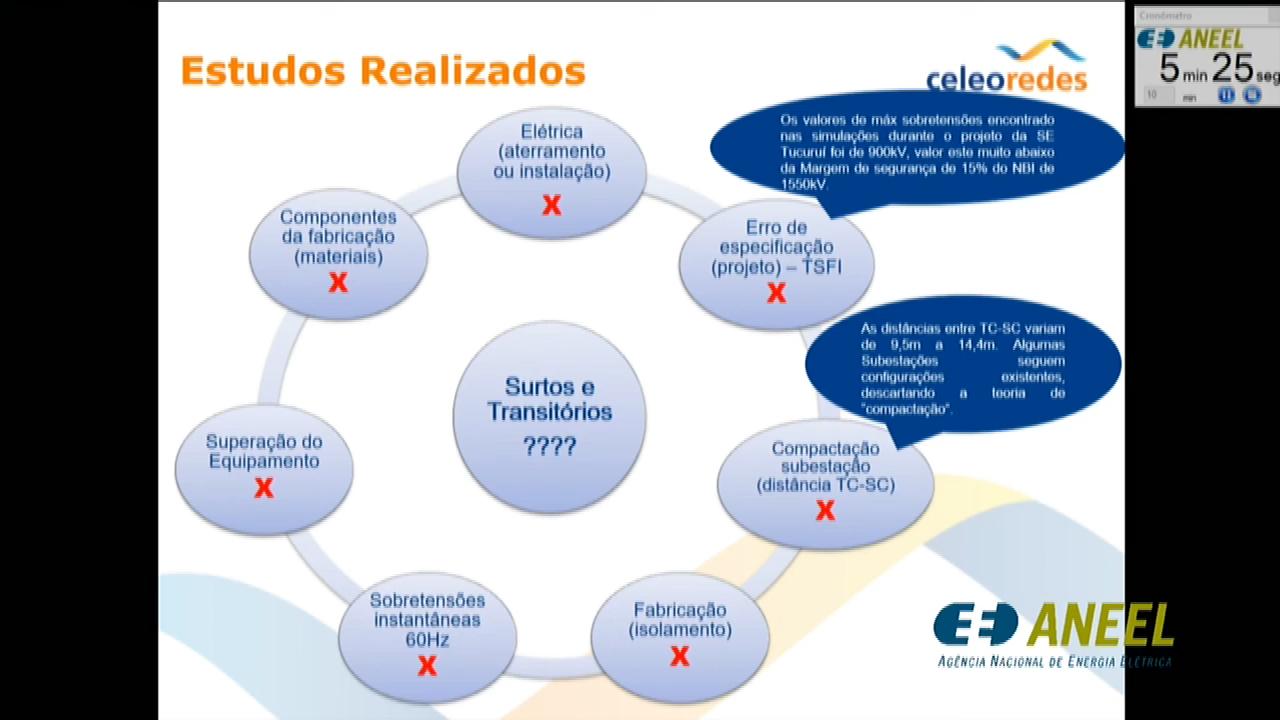 Estudos Realizados
celeoredes
Cronômetro
ANEEL
5 min 25 seg
10 min
Elétrica
(aterramento
ou instalação)
X
Os valores de máx sobretensões encontrado
nas simulações durante o projeto da SE
Tucuruí foi de 900kV, valor este muito abaixo
da Margem de segurança de 15% do NBI de
1550kV.
Componentes
da fabricação
(materiais)
X
Erro de
especificação
(projeto) – TSFI
X
As distâncias entre TC-SC variam
de 9,5m a 14,4m. Algumas
Subestações seguem
configurações existentes,
descartando a teoria de
"compactação".
Surtos e
Transitórios
????
Superação do
Equipamento
X
Compactação
subestação
(distância TC-SC)
X
Sobretensões
instantâneas
60Hz
X
Fabricação
(isolamento)
X
ANEEL
AGÊNCIA NACIONAL DE ENERGIA ELÉTRICA